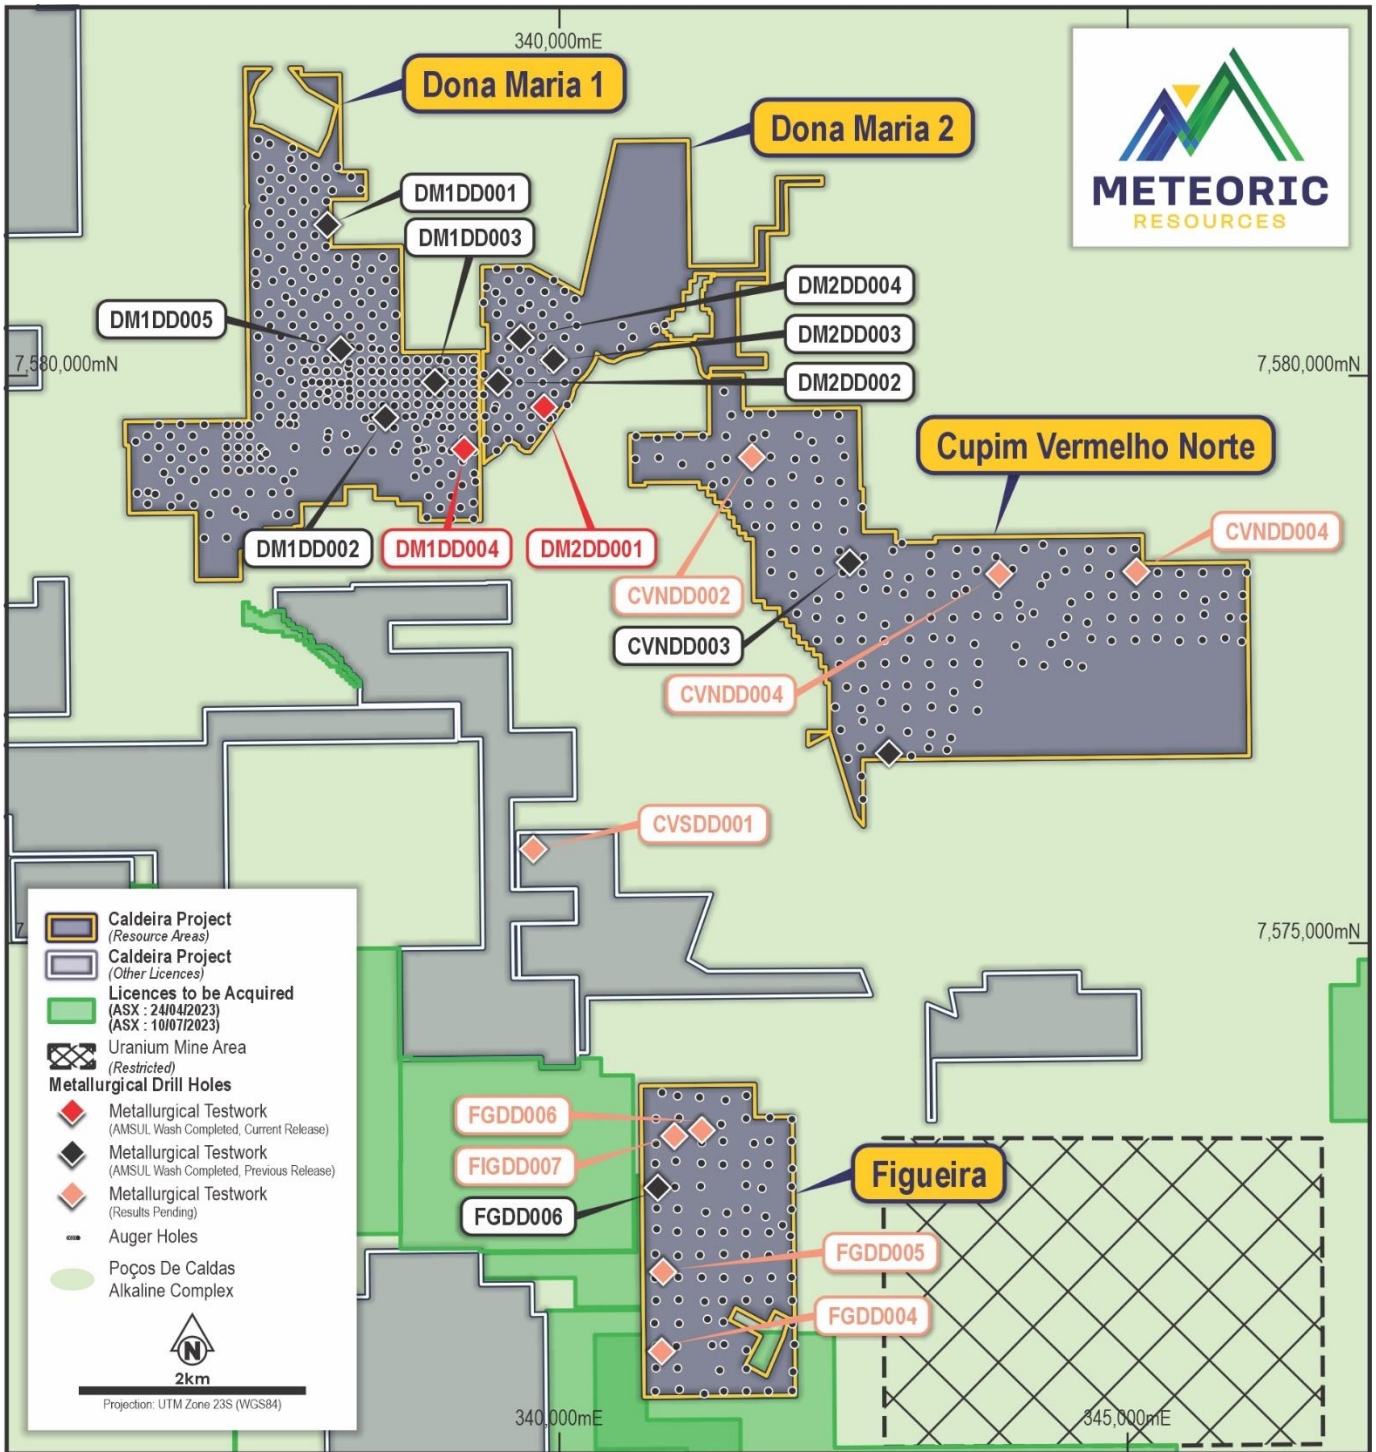 340,000mE
Dona Maria 1
Dona Maria 2
METEORIC
RESOURCES
DM1DD001
DM1DD003
DM2DD004
DM1DD005
DM2DD003
7,580,000mN
7,580,000mN
DM2DD002
Cupim Vermelho Norte
DM1DD002
DM1DD004
DM2DD001
CVNDD004
CVNDD002
CVNDD003
CVNDD004
CVSDD001
7,575,000mN
7
Caldeira Project
(Resource Areas)
Caldeira Project
(Other Licences)
Licences to be Acquired
(ASX : 24/04/2023)
(ASX : 10/07/2023)
Uranium Mine Area
(Restricted)
Metallurgical Drill Holes
Metallurgical Testwork
(AMSUL Wash Completed, Current Release)
Metallurgical Testwork
(AMSUL Wash Completed, Previous Release)
Metallurgical Testwork
(Results Pending)
Auger Holes
Poços De Caldas
Alkaline Complex
N
2km
Projection: UTM Zone 23S (WGS84)
FGDD006
FIGDD007
FGDD006
Figueira
FGDD005
FGDD004
340,000mE
345,000mE